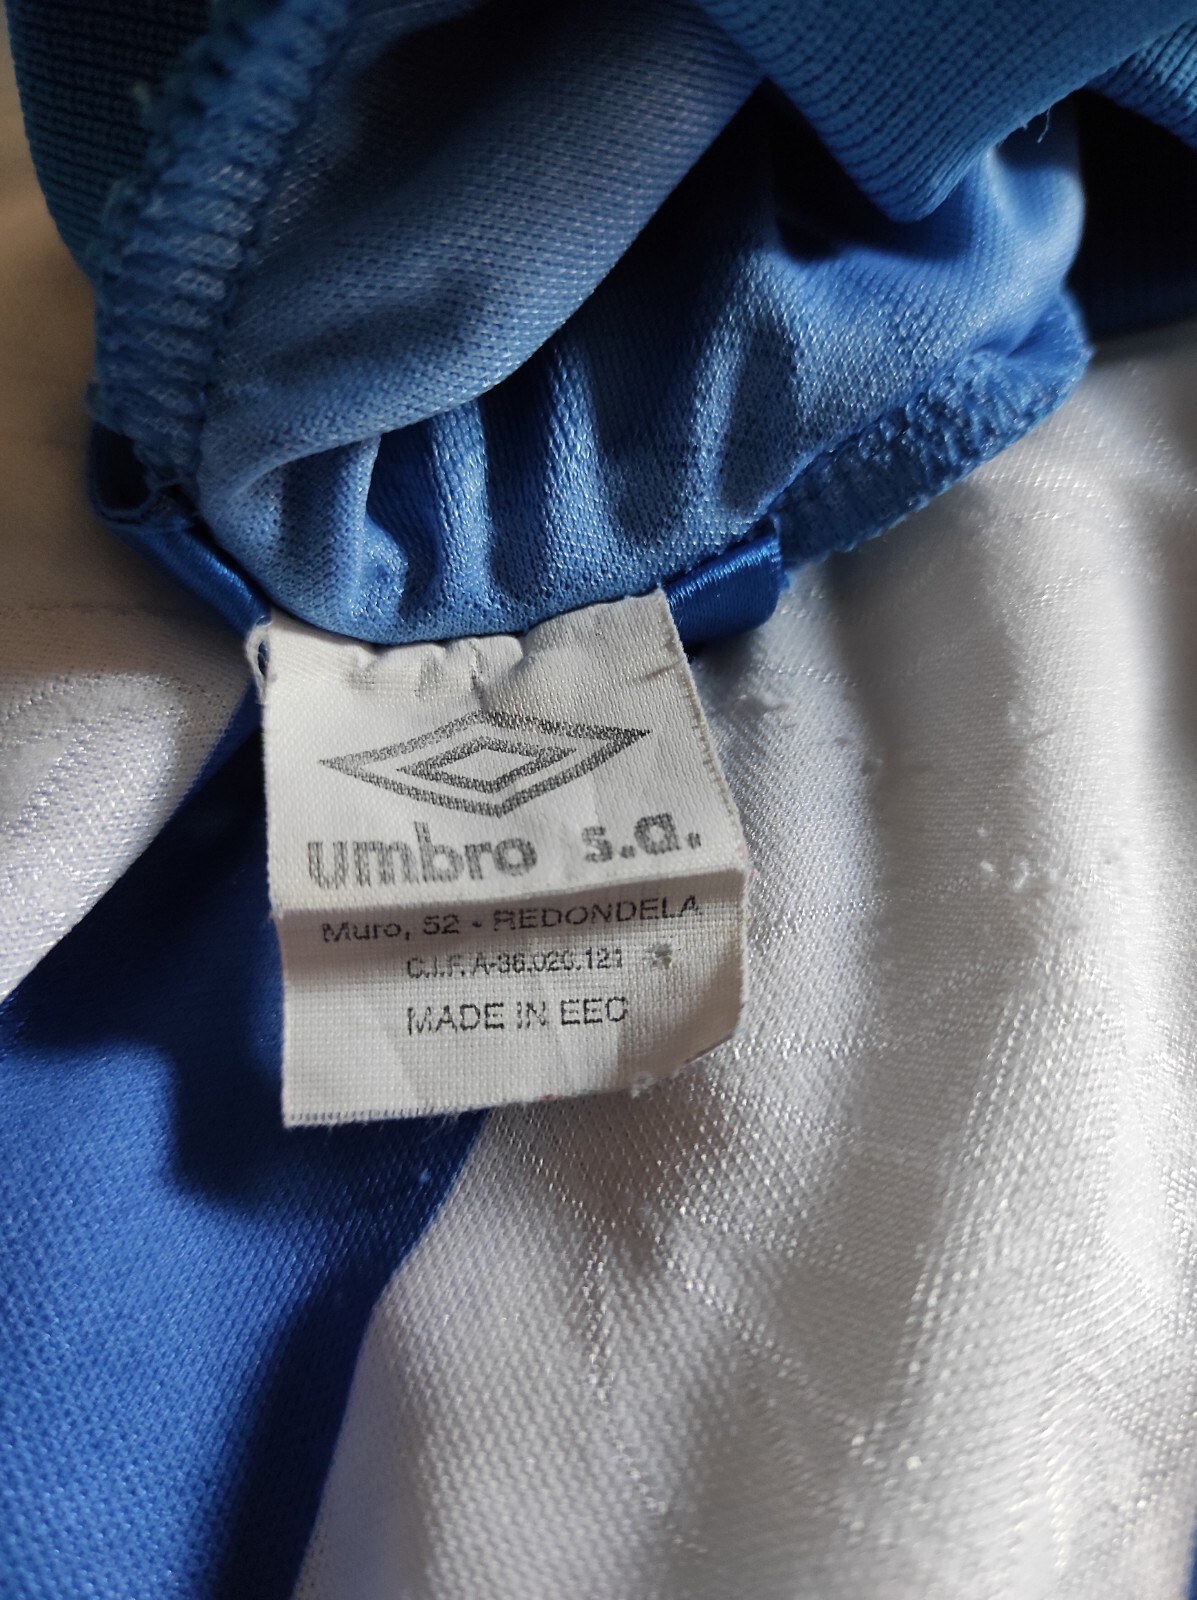 umbro s.a.
Muro, 52 - REDONDELA
C.I.F. A-36.026.121
MADE IN EEC